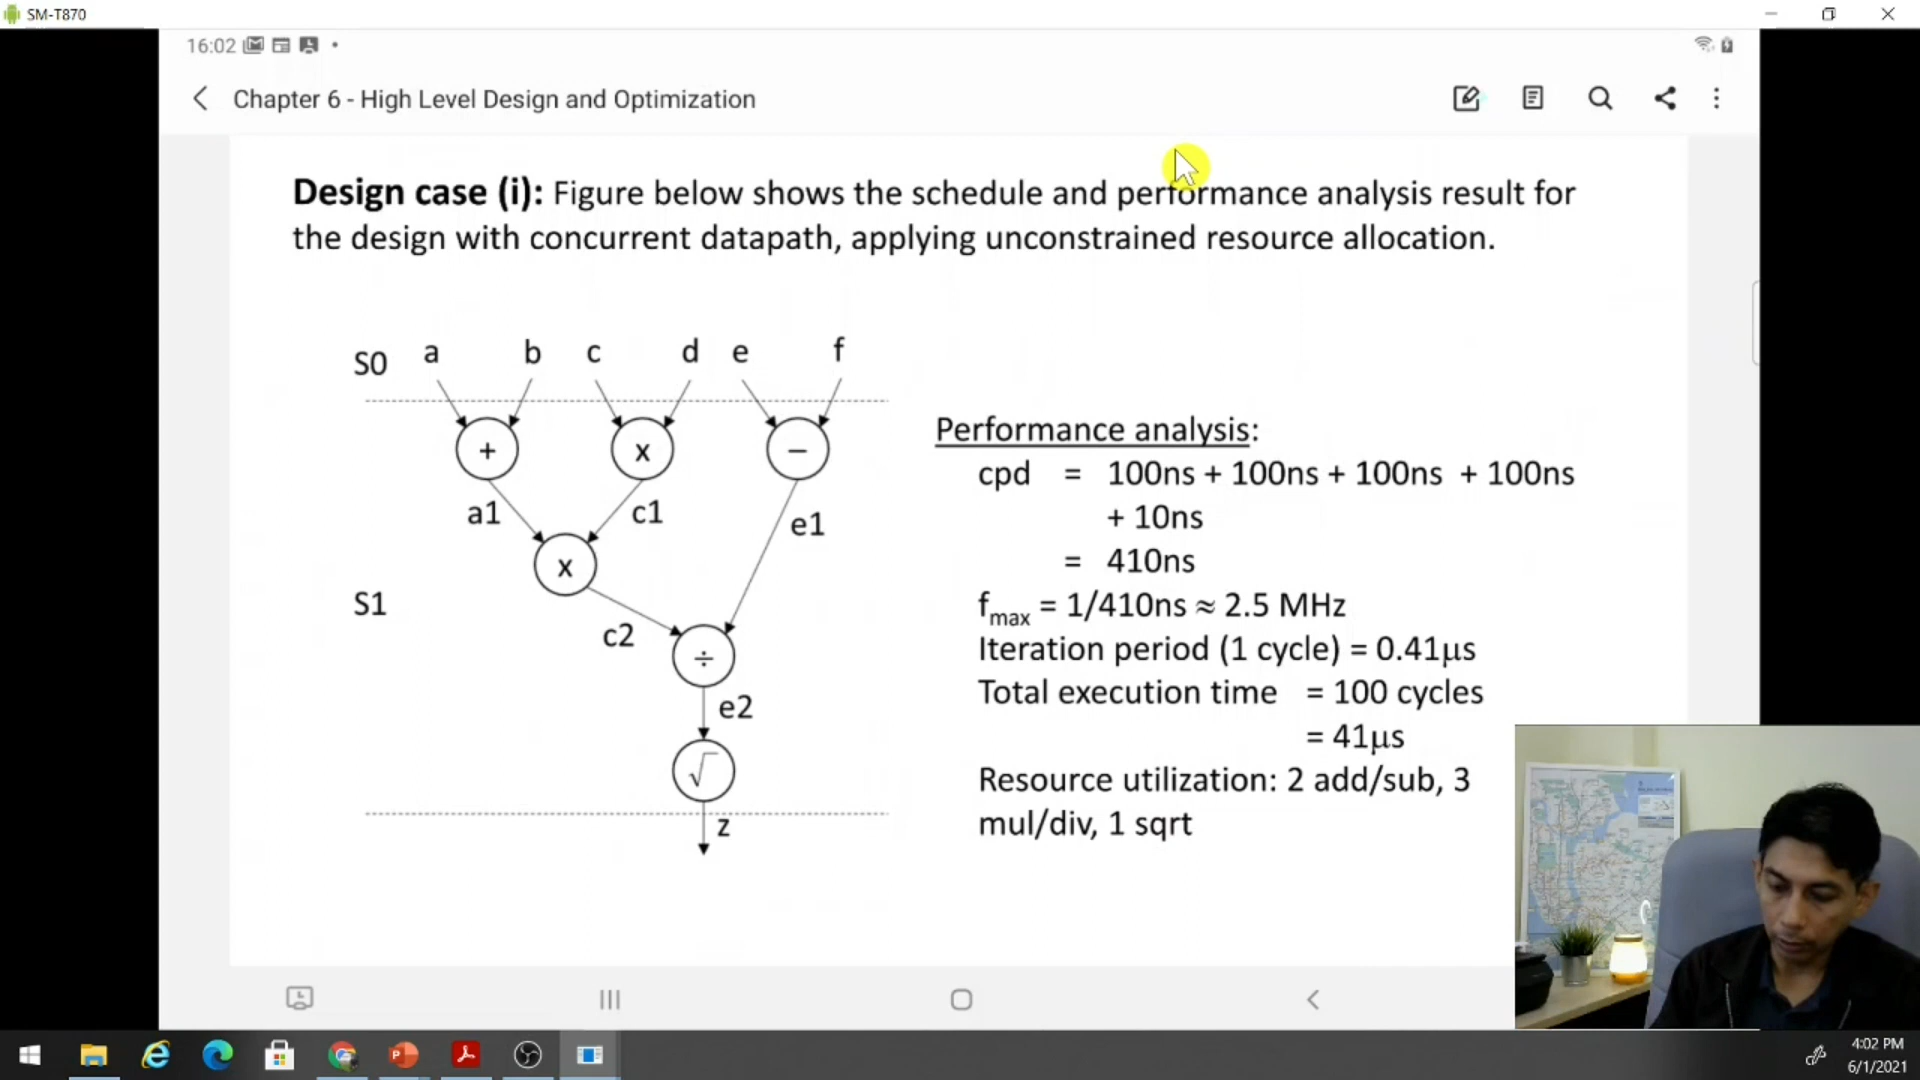 SM-T870
16:02
Chapter 6 - High Level Design and Optimization
Design case (i): Figure below shows the schedule and performance analysis result for
the design with concurrent datapath, applying unconstrained resource allocation.
S0 a b c d e f
+ x −
a1 c1 e1
x
S1
c2
÷
e2
√
z
Performance analysis:
cpd = 100ns + 100ns + 100ns + 100ns
+ 10ns
= 410ns
fmax = 1/410ns ≈ 2.5 MHz
Iteration period (1 cycle) = 0.41μs
Total execution time = 100 cycles
= 41μs
Resource utilization: 2 add/sub, 3
mul/div, 1 sqrt
4:02 PM
6/1/2021